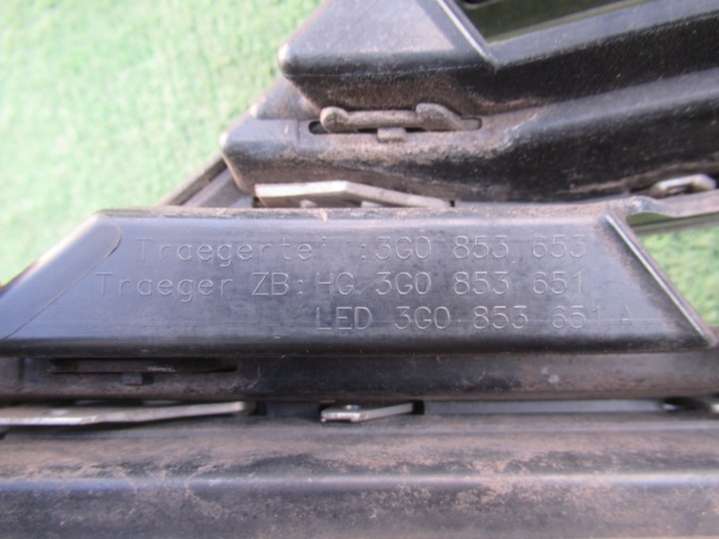 Traegerteil :3G0 853 653
Traeger ZB: HG 3G0 853 651
LED 3G0 853 651 A